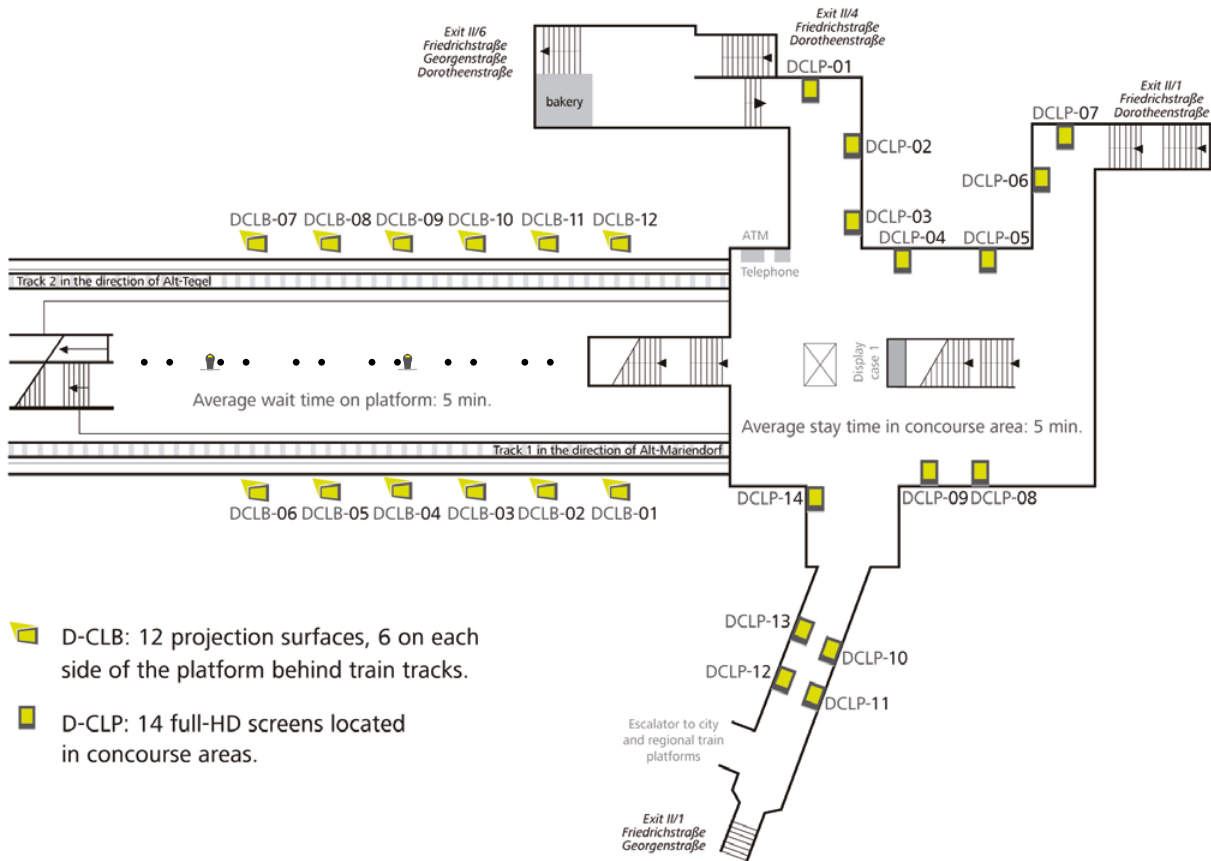 Exit II/6
Friedrichstraße
Georgenstraße
Dorotheenstraße
Exit II/4
Friedrichstraße
Dorotheenstraße
DCLP-01
Exit II/1
Friedrichstraße
Dorotheenstraße
bakery
DCLP-07
DCLP-02
DCLP-06
DCLP-03
DCLB-07
DCLB-08
DCLB-09
DCLB-10
DCLB-11
DCLB-12
ATM
DCLP-04
DCLP-05
Telephone
Track 2 in the direction of Alt-Tegel
Display
case 1
Average wait time on platform: 5 min.
Average stay time in concourse area: 5 min.
Track 1 in the direction of Alt-Mariendorf
DCLB-06
DCLB-05
DCLB-04
DCLB-03
DCLB-02
DCLB-01
DCLP-14
DCLP-09
DCLP-08
DCLP-13
DCLP-10
DCLP-12
DCLP-11
D-CLB: 12 projection surfaces, 6 on each
side of the platform behind train tracks.
D-CLP: 14 full-HD screens located
in concourse areas.
Escalator to city
and regional train
platforms
Exit II/1
Friedrichstraße
Georgenstraße